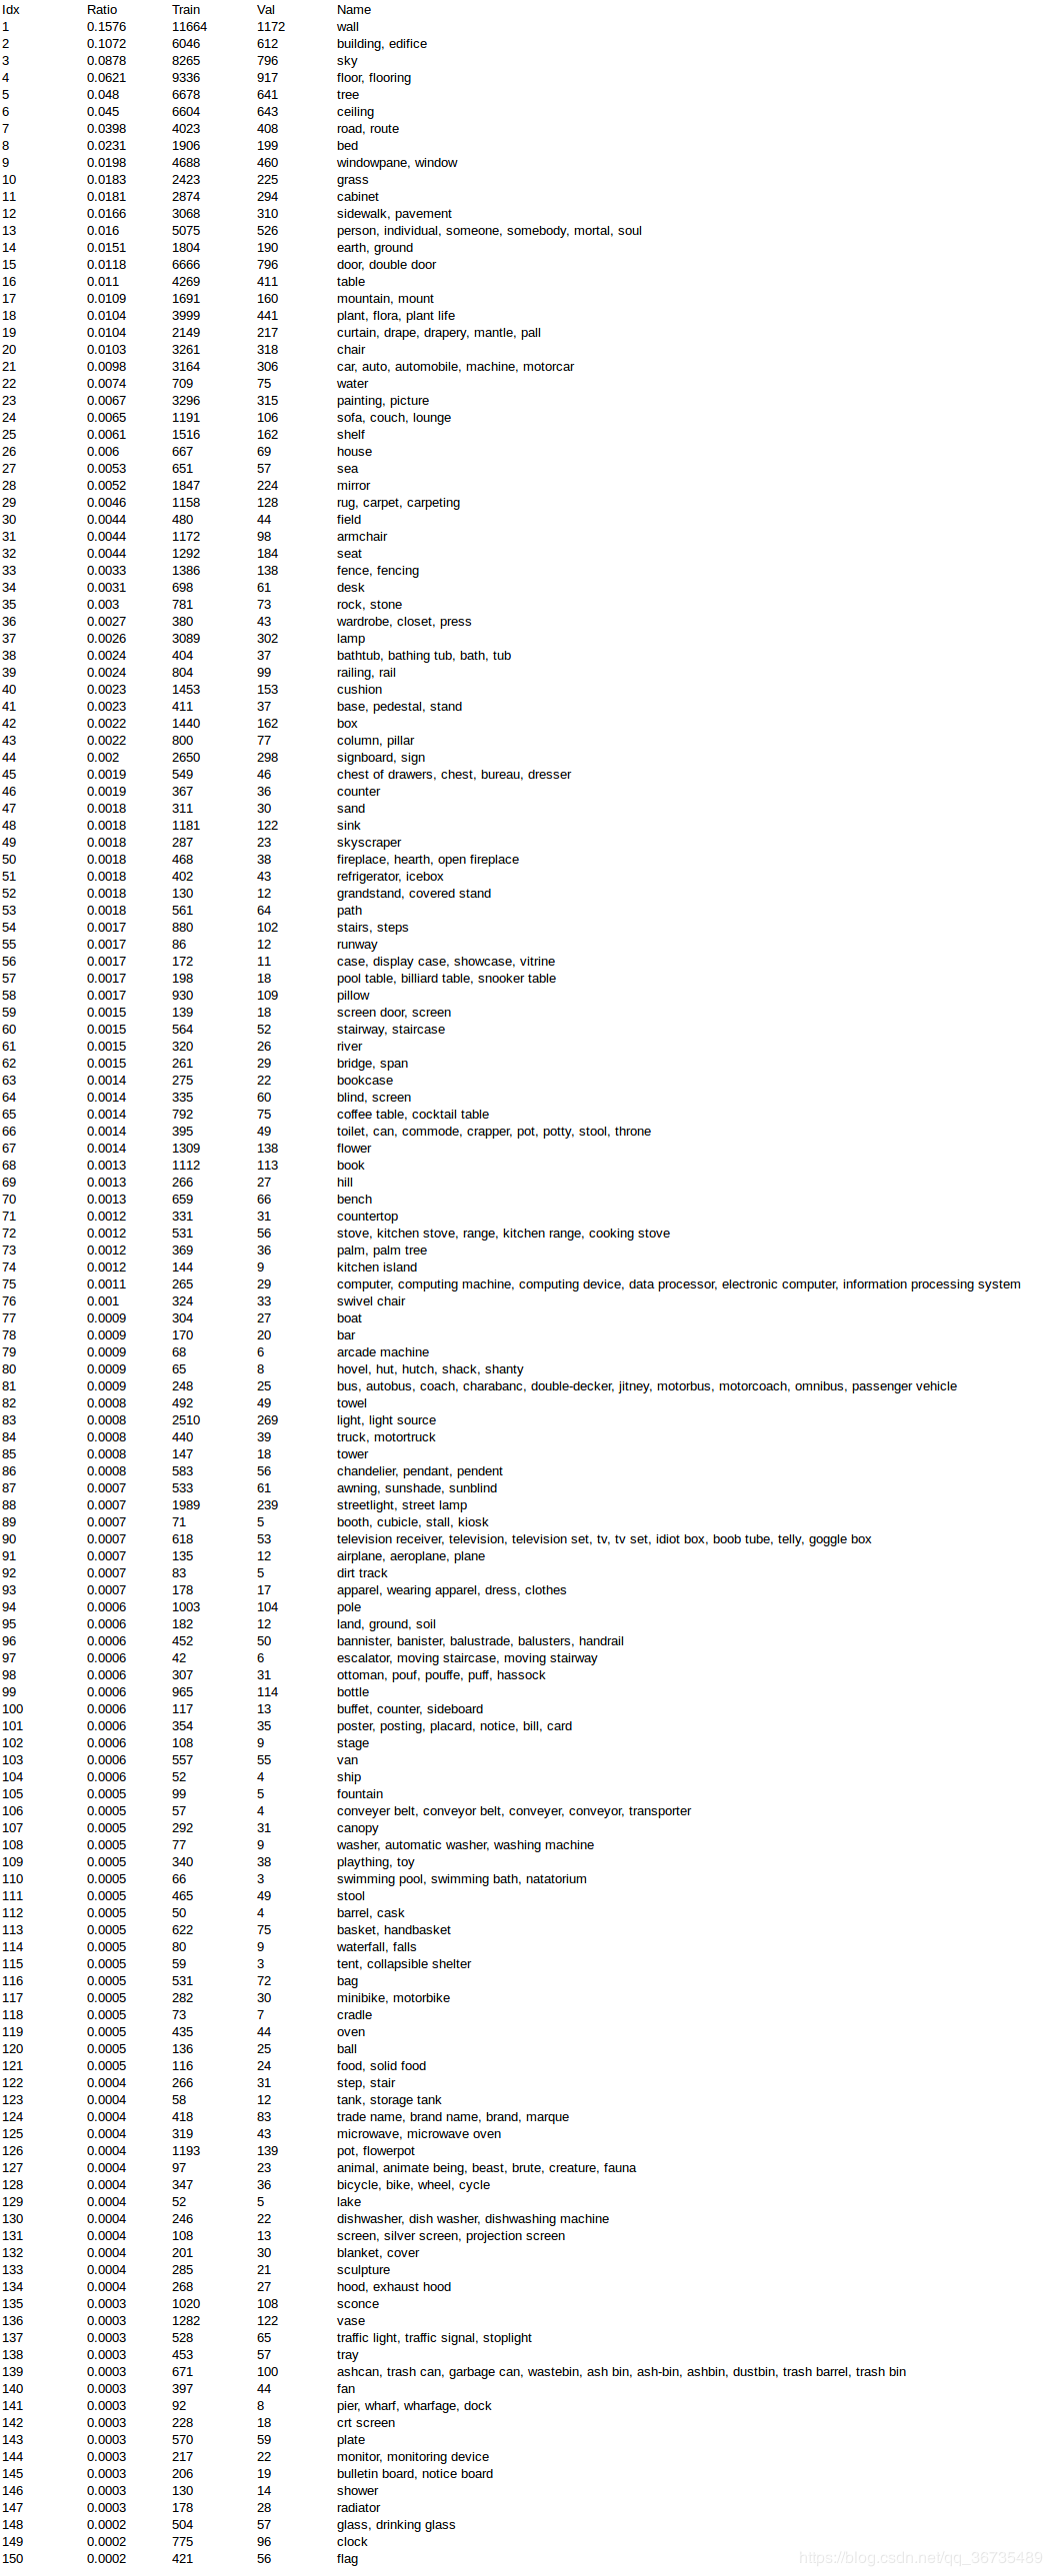 Idx Ratio Train Val Name
1 0.1576 11664 1172 wall
2 0.1072 6046 612 building, edifice
3 0.0878 8265 796 sky
4 0.0621 9336 917 floor, flooring
5 0.048 6678 641 tree
6 0.045 6604 643 ceiling
7 0.0398 4023 408 road, route
8 0.0231 1906 199 bed
9 0.0198 4688 460 windowpane, window
10 0.0183 2423 225 grass
11 0.0181 2874 294 cabinet
12 0.0166 3068 310 sidewalk, pavement
13 0.016 5075 526 person, individual, someone, somebody, mortal, soul
14 0.0151 1804 190 earth, ground
15 0.0118 6666 796 door, double door
16 0.011 4269 411 table
17 0.0109 1691 160 mountain, mount
18 0.0104 3999 441 plant, flora, plant life
19 0.0104 2149 217 curtain, drape, drapery, mantle, pall
20 0.0103 3261 318 chair
21 0.0098 3164 306 car, auto, automobile, machine, motorcar
22 0.0074 709 75 water
23 0.0067 3296 315 painting, picture
24 0.0065 1191 106 sofa, couch, lounge
25 0.0061 1516 162 shelf
26 0.006 667 69 house
27 0.0053 651 57 sea
28 0.0052 1847 224 mirror
29 0.0046 1158 128 rug, carpet, carpeting
30 0.0044 480 44 field
31 0.0044 1172 98 armchair
32 0.0044 1292 184 seat
33 0.0033 1386 138 fence, fencing
34 0.0031 698 61 desk
35 0.003 781 73 rock, stone
36 0.0027 380 43 wardrobe, closet, press
37 0.0026 3089 302 lamp
38 0.0024 404 37 bathtub, bathing tub, bath, tub
39 0.0024 804 99 railing, rail
40 0.0023 1453 153 cushion
41 0.0023 411 37 base, pedestal, stand
42 0.0022 1440 162 box
43 0.0022 800 77 column, pillar
44 0.002 2650 298 signboard, sign
45 0.0019 549 46 chest of drawers, chest, bureau, dresser
46 0.0019 367 36 counter
47 0.0018 311 30 sand
48 0.0018 1181 122 sink
49 0.0018 287 23 skyscraper
50 0.0018 468 38 fireplace, hearth, open fireplace
51 0.0018 402 43 refrigerator, icebox
52 0.0018 130 12 grandstand, covered stand
53 0.0018 561 64 path
54 0.0017 880 102 stairs, steps
55 0.0017 86 12 runway
56 0.0017 172 11 case, display case, showcase, vitrine
57 0.0017 198 18 pool table, billiard table, snooker table
58 0.0017 930 109 pillow
59 0.0015 139 18 screen door, screen
60 0.0015 564 52 stairway, staircase
61 0.0015 320 26 river
62 0.0015 261 29 bridge, span
63 0.0014 275 22 bookcase
64 0.0014 335 60 blind, screen
65 0.0014 792 75 coffee table, cocktail table
66 0.0014 395 49 toilet, can, commode, crapper, pot, potty, stool, throne
67 0.0014 1309 138 flower
68 0.0013 1112 113 book
69 0.0013 266 27 hill
70 0.0013 659 66 bench
71 0.0012 331 31 countertop
72 0.0012 531 56 stove, kitchen stove, range, kitchen range, cooking stove
73 0.0012 369 36 palm, palm tree
74 0.0012 144 9 kitchen island
75 0.0011 265 29 computer, computing machine, computing device, data processor, electronic computer, information processing system
76 0.001 324 33 swivel chair
77 0.0009 304 27 boat
78 0.0009 170 20 bar
79 0.0009 68 6 arcade machine
80 0.0009 65 8 hovel, hut, hutch, shack, shanty
81 0.0009 248 25 bus, autobus, coach, charabanc, double-decker, jitney, motorbus, motorcoach, omnibus, passenger vehicle
82 0.0008 492 49 towel
83 0.0008 2510 269 light, light source
84 0.0008 440 39 truck, motortruck
85 0.0008 147 18 tower
86 0.0008 583 56 chandelier, pendant, pendent
87 0.0007 533 61 awning, sunshade, sunblind
88 0.0007 1989 239 streetlight, street lamp
89 0.0007 71 5 booth, cubicle, stall, kiosk
90 0.0007 618 53 television receiver, television, television set, tv, tv set, idiot box, boob tube, telly, goggle box
91 0.0007 135 12 airplane, aeroplane, plane
92 0.0007 83 5 dirt track
93 0.0007 178 17 apparel, wearing apparel, dress, clothes
94 0.0006 1003 104 pole
95 0.0006 182 12 land, ground, soil
96 0.0006 452 50 bannister, banister, balustrade, balusters, handrail
97 0.0006 42 6 escalator, moving staircase, moving stairway
98 0.0006 307 31 ottoman, pouf, pouffe, puff, hassock
99 0.0006 965 114 bottle
100 0.0006 117 13 buffet, counter, sideboard
101 0.0006 354 35 poster, posting, placard, notice, bill, card
102 0.0006 108 9 stage
103 0.0006 557 55 van
104 0.0006 52 4 ship
105 0.0005 99 5 fountain
106 0.0005 57 4 conveyer belt, conveyor belt, conveyer, conveyor, transporter
107 0.0005 292 31 canopy
108 0.0005 77 9 washer, automatic washer, washing machine
109 0.0005 340 38 plaything, toy
110 0.0005 66 3 swimming pool, swimming bath, natatorium
111 0.0005 465 49 stool
112 0.0005 50 4 barrel, cask
113 0.0005 622 75 basket, handbasket
114 0.0005 80 9 waterfall, falls
115 0.0005 59 3 tent, collapsible shelter
116 0.0005 531 72 bag
117 0.0005 282 30 minibike, motorbike
118 0.0005 73 7 cradle
119 0.0005 435 44 oven
120 0.0005 136 25 ball
121 0.0005 116 24 food, solid food
122 0.0004 266 31 step, stair
123 0.0004 58 12 tank, storage tank
124 0.0004 418 83 trade name, brand name, brand, marque
125 0.0004 319 43 microwave, microwave oven
126 0.0004 1193 139 pot, flowerpot
127 0.0004 97 23 animal, animate being, beast, brute, creature, fauna
128 0.0004 347 36 bicycle, bike, wheel, cycle
129 0.0004 52 5 lake
130 0.0004 246 22 dishwasher, dish washer, dishwashing machine
131 0.0004 108 13 screen, silver screen, projection screen
132 0.0004 201 30 blanket, cover
133 0.0004 285 21 sculpture
134 0.0004 268 27 hood, exhaust hood
135 0.0003 1020 108 sconce
136 0.0003 1282 122 vase
137 0.0003 528 65 traffic light, traffic signal, stoplight
138 0.0003 453 57 tray
139 0.0003 671 100 ashcan, trash can, garbage can, wastebin, ash bin, ash-bin, ashbin, dustbin, trash barrel, trash bin
140 0.0003 397 44 fan
141 0.0003 92 8 pier, wharf, wharfage, dock
142 0.0003 228 18 crt screen
143 0.0003 570 59 plate
144 0.0003 217 22 monitor, monitoring device
145 0.0003 206 19 bulletin board, notice board
146 0.0003 130 14 shower
147 0.0003 178 28 radiator
148 0.0002 504 57 glass, drinking glass
149 0.0002 775 96 clock
150 0.0002 421 56 flag
https://blog.csdn.net/qq_36735489